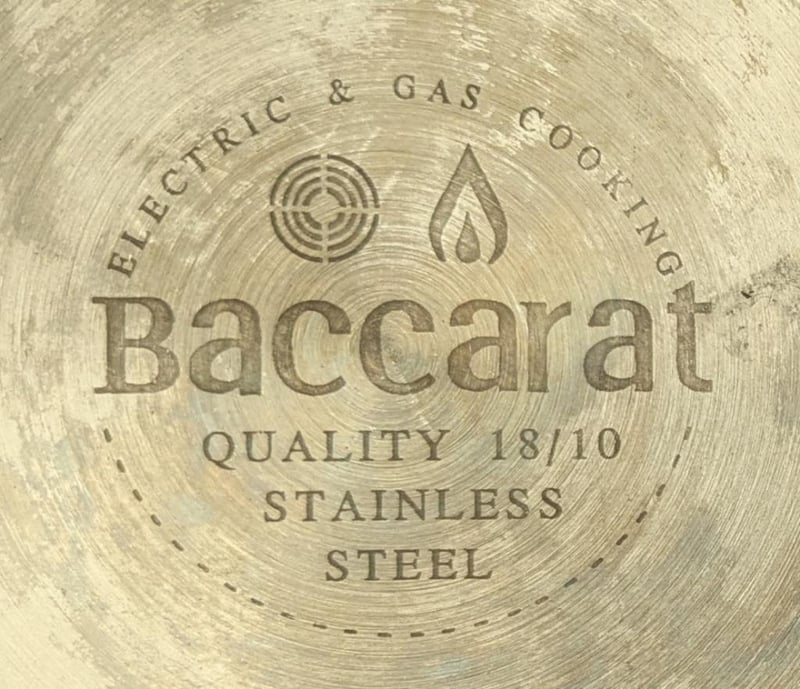 ELECTRIC & GAS COOKING
Baccarat
QUALITY 18/10
STAINLESS
STEEL